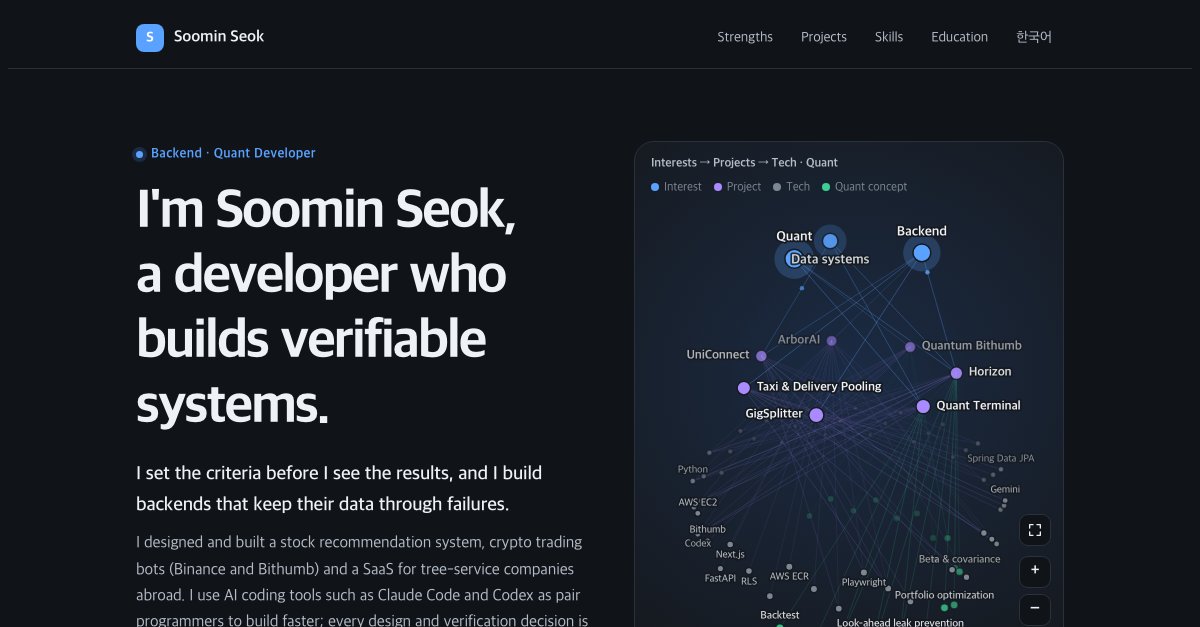 S
Soomin Seok
Strengths
Projects
Skills
Education
한국어
Backend · Quant Developer
I'm Soomin Seok,
a developer who
builds verifiable
systems.
I set the criteria before I see the results, and I build
backends that keep their data through failures.
I designed and built a stock recommendation system, crypto trading
bots (Binance and Bithumb) and a SaaS for tree-service companies
abroad. I use AI coding tools such as Claude Code and Codex as pair
programmers to build faster; every design and verification decision is
Interests → Projects → Tech · Quant
Interest
Project
Tech
Quant concept
Quant
Backend
Data systems
ArborAI
Quantum Bithumb
UniConnect
Horizon
Taxi & Delivery Pooling
Quant Terminal
GigSplitter
Spring Data JPA
Python
Gemini
AWS EC2
Bithumb
Codex
Next.js
Beta & covariance
FastAPI
RLS
AWS ECR
Playwright
Portfolio optimization
Backtest
Look-ahead leak prevention
+
−